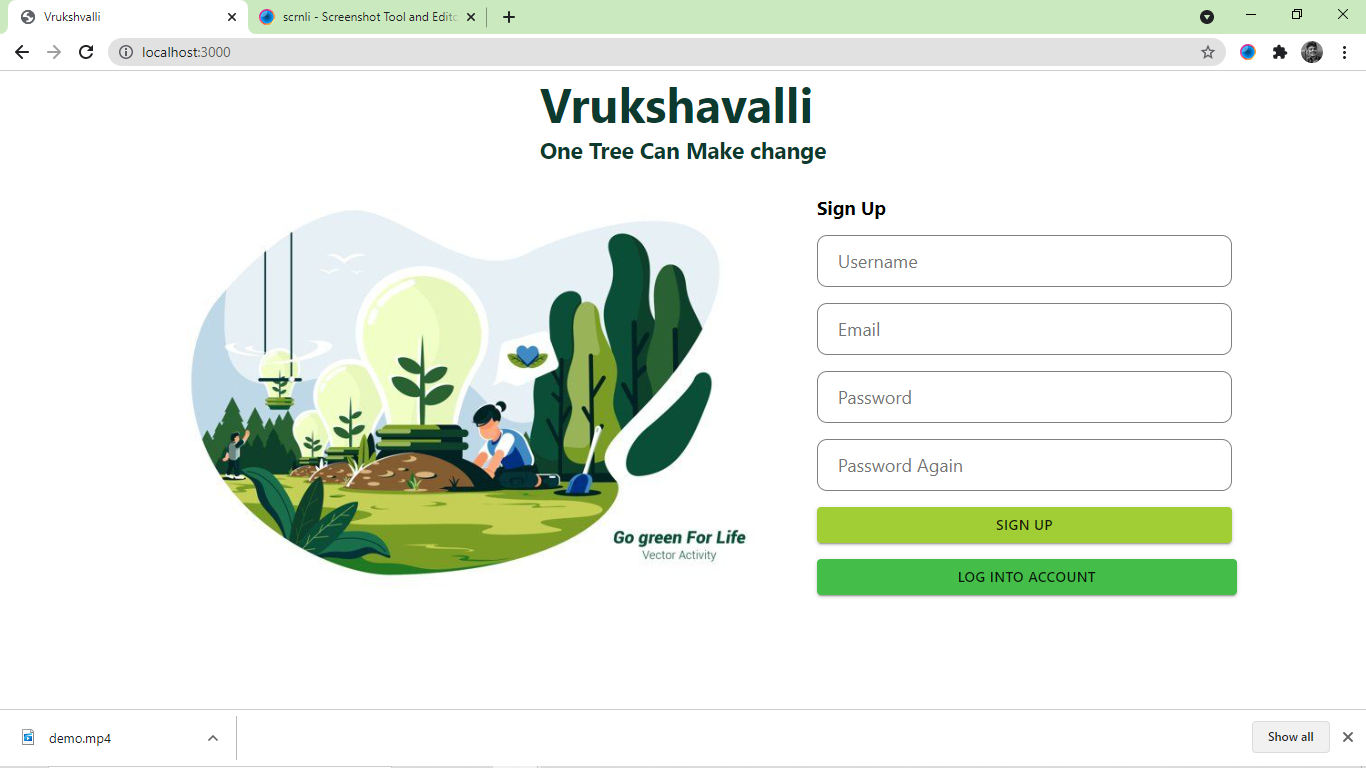 Vrukshvalli
scrnli - Screenshot Tool and Edito
localhost:3000
Vrukshavalli
One Tree Can Make change
Sign Up
Username
Email
Password
Password Again
SIGN UP
LOG INTO ACCOUNT
Go green For Life
Vector Activity
demo.mp4
Show all